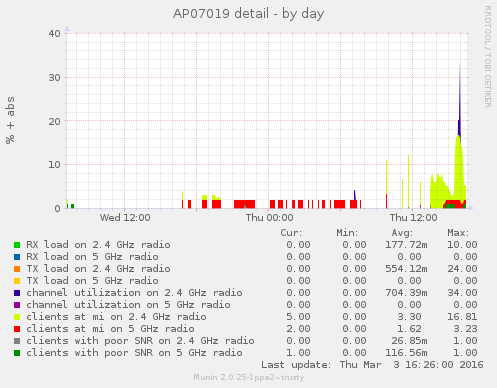 AP07019 detail - by day
RRDTOOL / TOBI OETIKER
% + abs
40
30
20
10
0
Wed 12:00 Thu 00:00 Thu 12:00
Cur: Min: Avg: Max:
RX load on 2.4 GHz radio 0.00 0.00 177.72m 10.00
RX load on 5 GHz radio 0.00 0.00 0.00 0.00
TX load on 2.4 GHz radio 0.00 0.00 554.12m 24.00
TX load on 5 GHz radio 0.00 0.00 0.00 0.00
channel utilization on 2.4 GHz radio 0.00 0.00 704.39m 34.00
channel utilization on 5 GHz radio 0.00 0.00 0.00 0.00
clients at mi on 2.4 GHz radio 5.00 0.00 3.30 16.81
clients at mi on 5 GHz radio 2.00 0.00 1.62 3.23
clients with poor SNR on 2.4 GHz radio 0.00 0.00 26.85m 1.00
clients with poor SNR on 5 GHz radio 1.00 0.00 116.56m 1.00
Last update: Thu Mar 3 16:26:00 2016
Munin 2.0.25-1ppa2~trusty